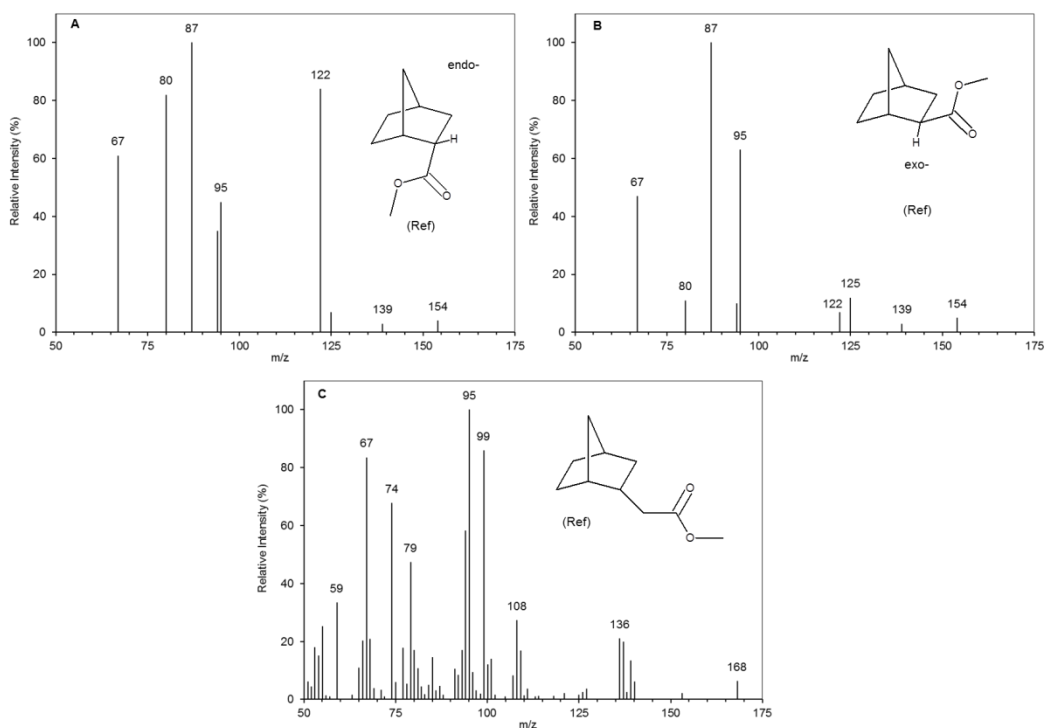 A
Relative Intensity (%)
100
80
60
40
20
0
67
80
87
95
122
139
154
endo-
H
O
O
(Ref)
50
75
100
125
150
175
m/z
B
Relative Intensity (%)
100
80
60
40
20
0
67
80
87
95
122
125
139
154
O
O
H
exo-
(Ref)
50
75
100
125
150
175
m/z
C
Relative Intensity (%)
100
80
60
40
20
0
59
67
74
79
95
99
108
136
168
O
O
(Ref)
50
75
100
125
150
175
m/z